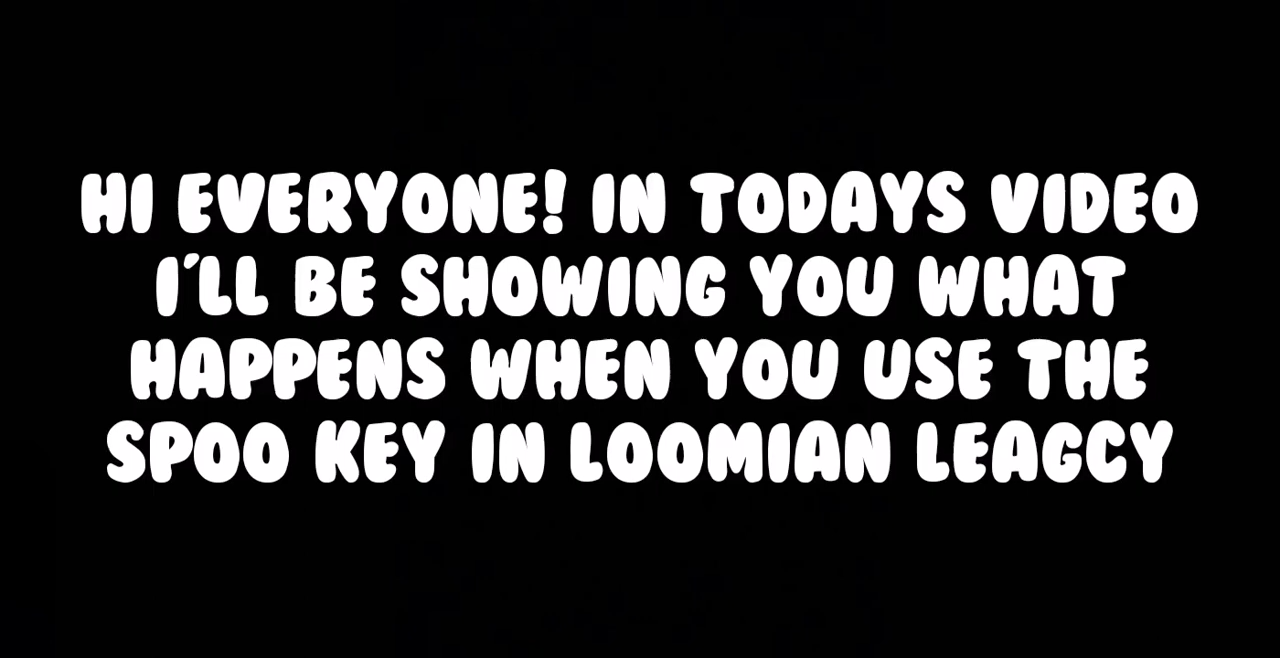 HI EVERYONE! IN TODAYS VIDEO
I'LL BE SHOWING YOU WHAT
HAPPENS WHEN YOU USE THE
SPOO KEY IN LOOMIAN LEAGCY